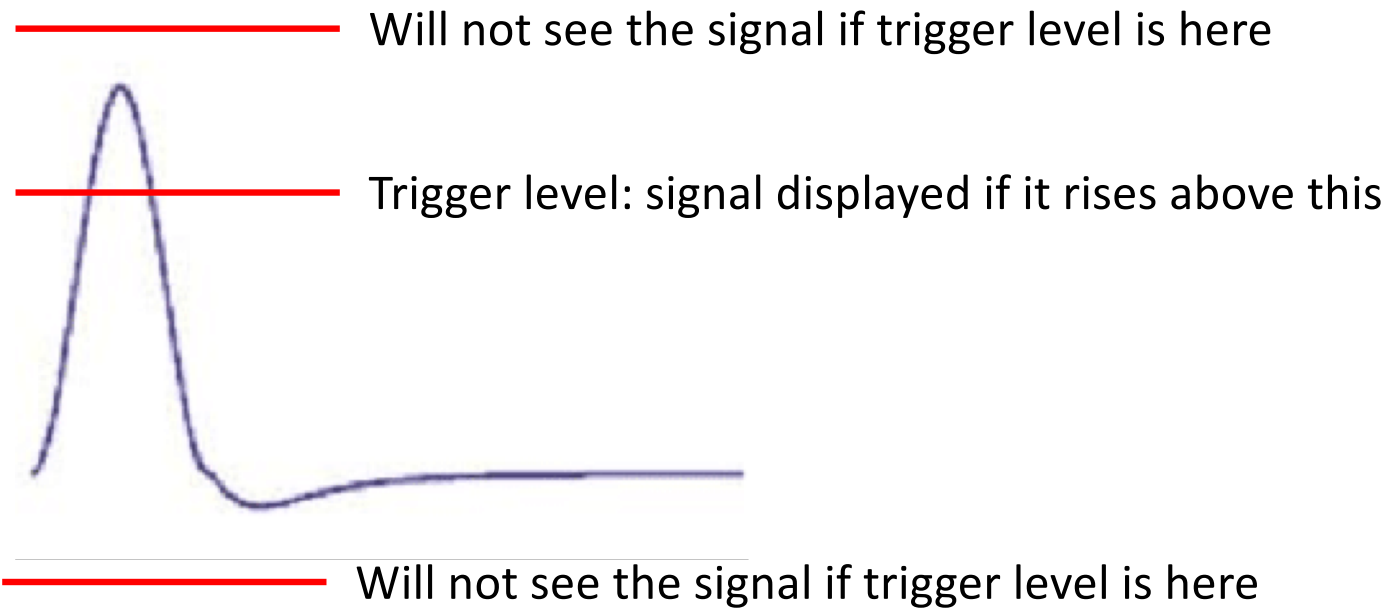 Will not see the signal if trigger level is here
Trigger level: signal displayed if it rises above this
Will not see the signal if trigger level is here